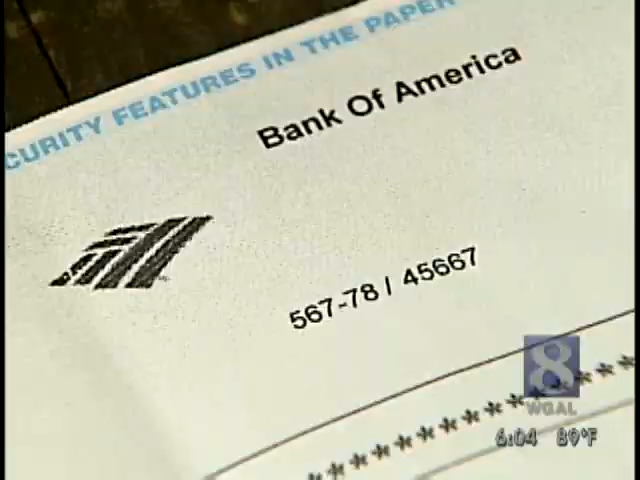 CURITY FEATURES IN THE PAPER
Bank Of America
567-78 / 45667
****************
8
WGAL
6:04 89°F